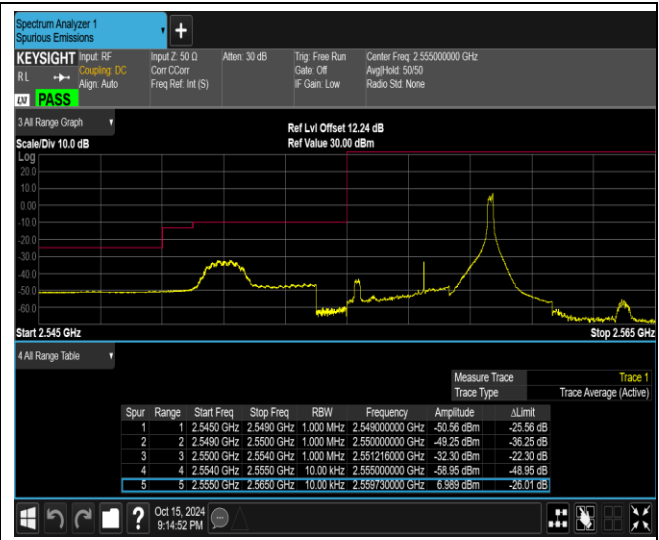 Spectrum Analyzer 1
Spurious Emissions
+
KEYSIGHT Input: RF Input Z: 50 Ω Atten: 30 dB Trig: Free Run Center Freq: 2.555000000 GHz
R L Coupling: DC Corr CCorr Gate: Off Avg|Hold: 50/50
Align: Auto Freq Ref: Int (S) IF Gain: Low Radio Std: None
LXI PASS
3 All Range Graph
Ref Lvl Offset 12.24 dB
Scale/Div 10.0 dB Ref Value 30.00 dBm
Log
20.0
10.0
0.00
-10.0
-20.0
-30.0
-40.0
-50.0
-60.0
Start 2.545 GHz Stop 2.565 GHz
4 All Range Table
Measure Trace Trace 1
Trace Type Trace Average (Active)
Spur Range Start Freq Stop Freq RBW Frequency Amplitude ΔLimit
1 1 2.5450 GHz 2.5490 GHz 1.000 MHz 2.549000000 GHz -50.56 dBm -25.56 dB
2 2 2.5490 GHz 2.5500 GHz 1.000 MHz 2.550000000 GHz -49.25 dBm -36.25 dB
3 3 2.5500 GHz 2.5540 GHz 1.000 MHz 2.551216000 GHz -32.30 dBm -22.30 dB
4 4 2.5540 GHz 2.5550 GHz 10.00 kHz 2.555000000 GHz -58.95 dBm -48.95 dB
5 5 2.5550 GHz 2.5650 GHz 10.00 kHz 2.559730000 GHz 6.989 dBm -26.01 dB
? Oct 15, 2024
9:14:52 PM